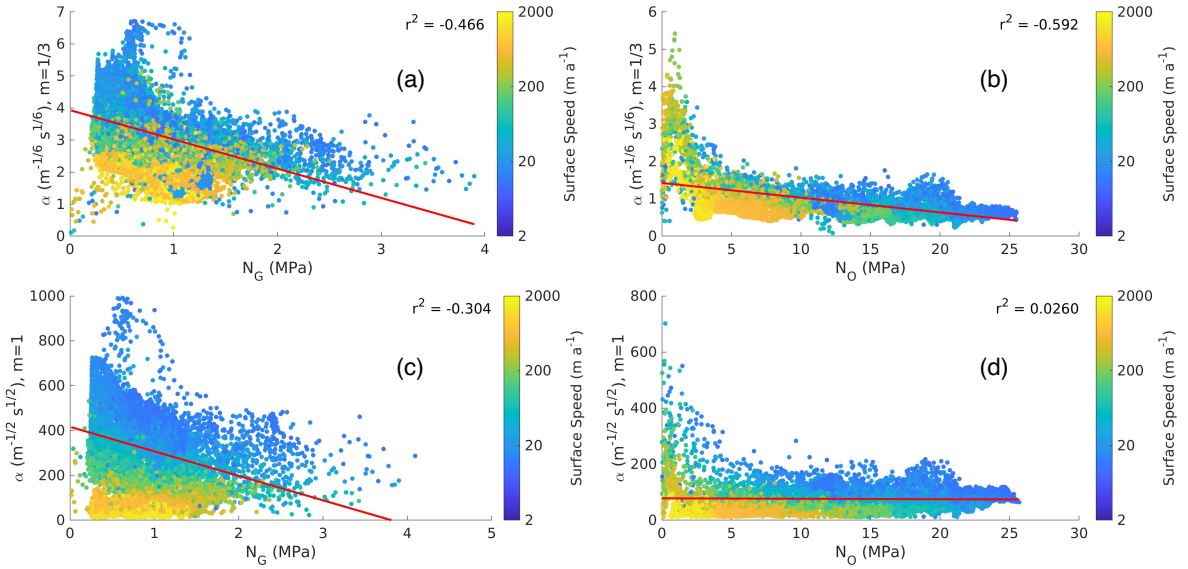 r² = -0.466
(a)
7
6
5
4
3
2
1
0
0 1 2 3 4
α (m⁻¹/⁶ s¹/⁶), m=1/3
N_G (MPa)
2000
200
20
2
Surface Speed (m a⁻¹)
r² = -0.592
(b)
6
5
4
3
2
1
0
0 5 10 15 20 25 30
α (m⁻¹/⁶ s¹/⁶), m=1/3
N_O (MPa)
2000
200
20
2
Surface Speed (m a⁻¹)
r² = -0.304
(c)
1000
800
600
400
200
0
0 1 2 3 4 5
α (m⁻¹/² s¹/²), m=1
N_G (MPa)
2000
200
20
2
Surface Speed (m a⁻¹)
r² = 0.0260
(d)
800
600
400
200
0
0 5 10 15 20 25 30
α (m⁻¹/² s¹/²), m=1
N_O (MPa)
2000
200
20
2
Surface Speed (m a⁻¹)